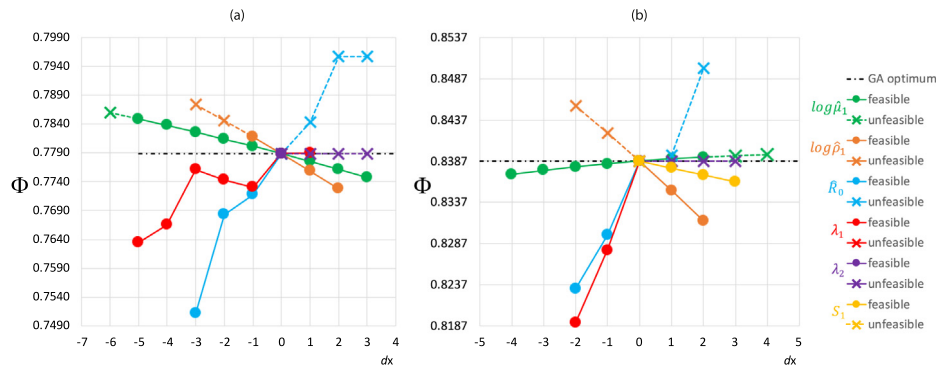 (a)
(b)
0.7990
0.7940
0.7890
0.7840
0.7790
0.7740
0.7690
0.7640
0.7590
0.7540
0.7490
Φ
-7 -6 -5 -4 -3 -2 -1 0 1 2 3 4
dx
0.8537
0.8487
0.8437
0.8387
0.8337
0.8287
0.8237
0.8187
Φ
-5 -4 -3 -2 -1 0 1 2 3 4 5
dx
GA optimum
log μ̂₁
feasible
unfeasible
log ρ̂₁
feasible
unfeasible
R̂₀
feasible
unfeasible
λ₁
feasible
unfeasible
λ₂
feasible
unfeasible
S₁
feasible
unfeasible